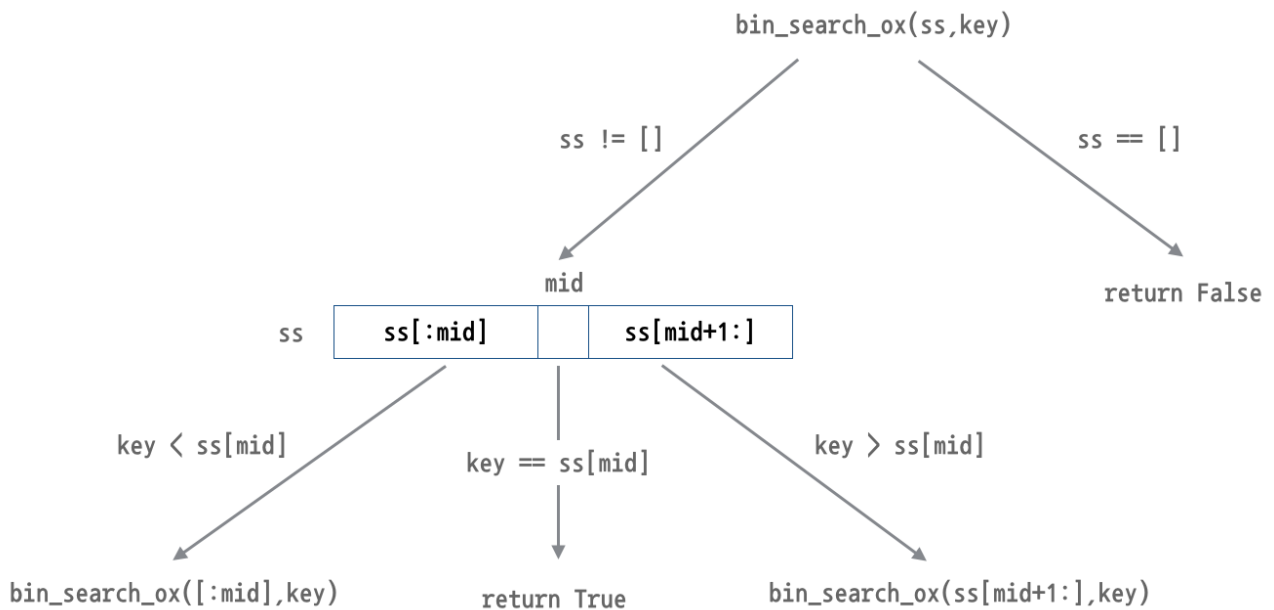 bin_search_ox(ss,key)
ss != []
ss == []
mid
return False
ss
ss[:mid]
ss[mid+1:]
key < ss[mid]
key == ss[mid]
key > ss[mid]
bin_search_ox([:mid],key)
return True
bin_search_ox(ss[mid+1:],key)